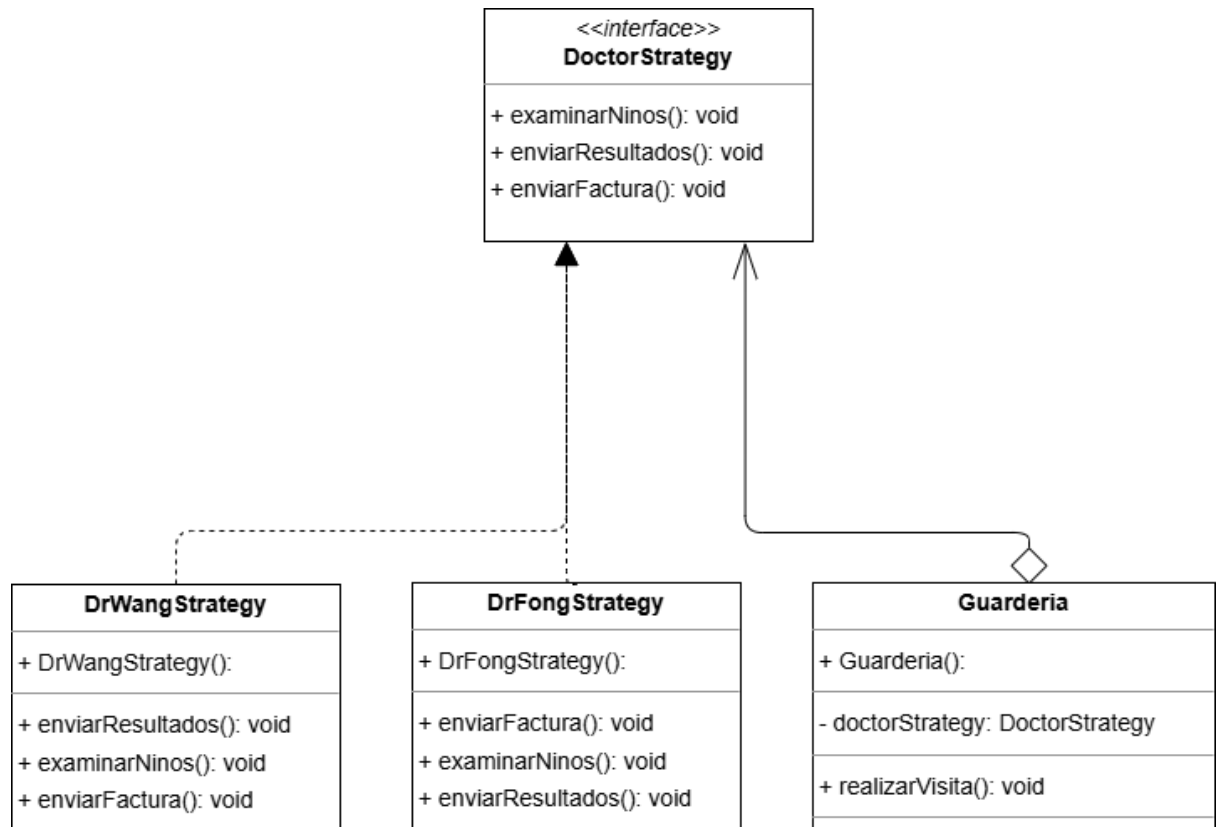 <<interface>>
DoctorStrategy
+ examinarNinos(): void
+ enviarResultados(): void
+ enviarFactura(): void
DrWangStrategy
+ DrWangStrategy():
+ enviarResultados(): void
+ examinarNinos(): void
+ enviarFactura(): void
DrFongStrategy
+ DrFongStrategy():
+ enviarFactura(): void
+ examinarNinos(): void
+ enviarResultados(): void
Guarderia
+ Guarderia():
- doctorStrategy: DoctorStrategy
+ realizarVisita(): void